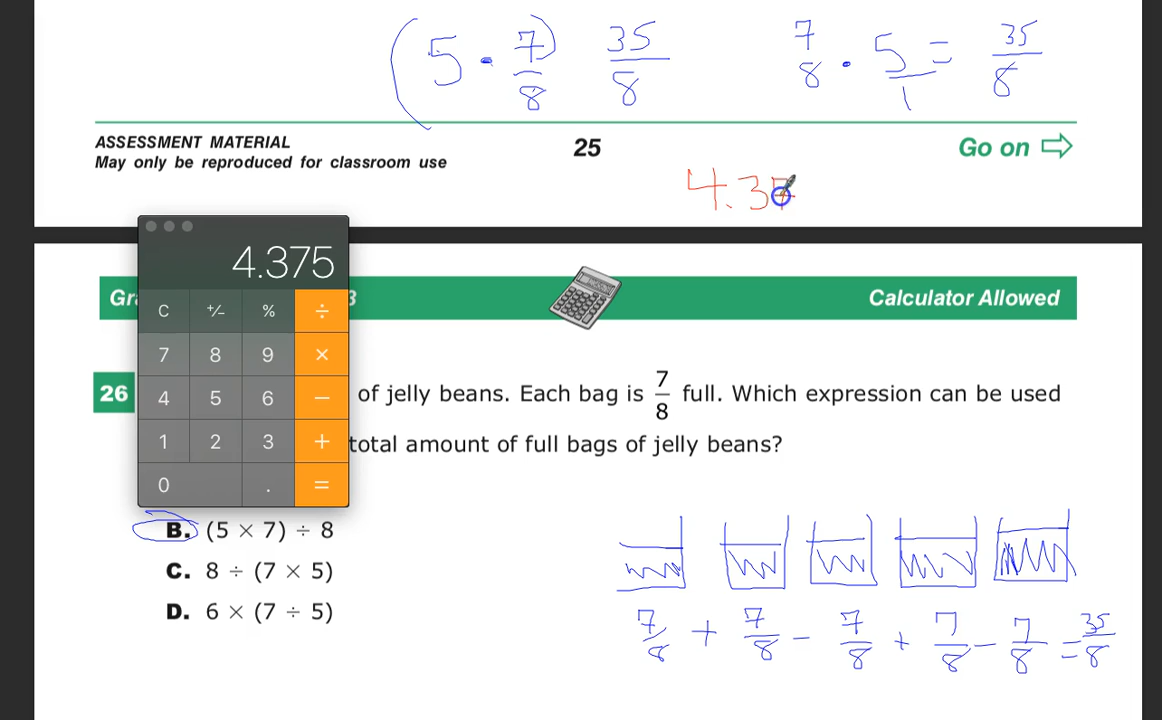 (5 · 7/8) 35/8 7/8 · 5/1 = 35/8
ASSESSMENT MATERIAL
May only be reproduced for classroom use
25
Go on
4.37
4.375
C +/- % ÷
7 8 9 ×
4 5 6 −
1 2 3 +
0 . =
Gr 3
Calculator Allowed
26 of jelly beans. Each bag is 7/8 full. Which expression can be used
total amount of full bags of jelly beans?
B. (5 × 7) ÷ 8
C. 8 ÷ (7 × 5)
D. 6 × (7 ÷ 5)
7/8 + 7/8 − 7/8 + 7/8 − 7/8 = 35/8